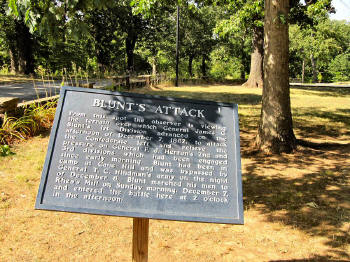 BLUNT'S ATTACK
From this spot the observer is viewing
the terrain over which General James G.
Blunt's 1st Division advanced on the
afternoon of December 7, 1862, to attack
the Confederate left and relieve the
pressure on General F. J. Herron's 2nd and
3rd divisions which had been engaged
since early morning. Blunt had been in
camp at Cane Hill and was bypassed by
General T. C. Hindman's army on the night
of December 6. Blunt marched his men to
Rhea's Mill on Sunday morning, December 7,
and entered the battle here at 2 o'clock
in the afternoon.